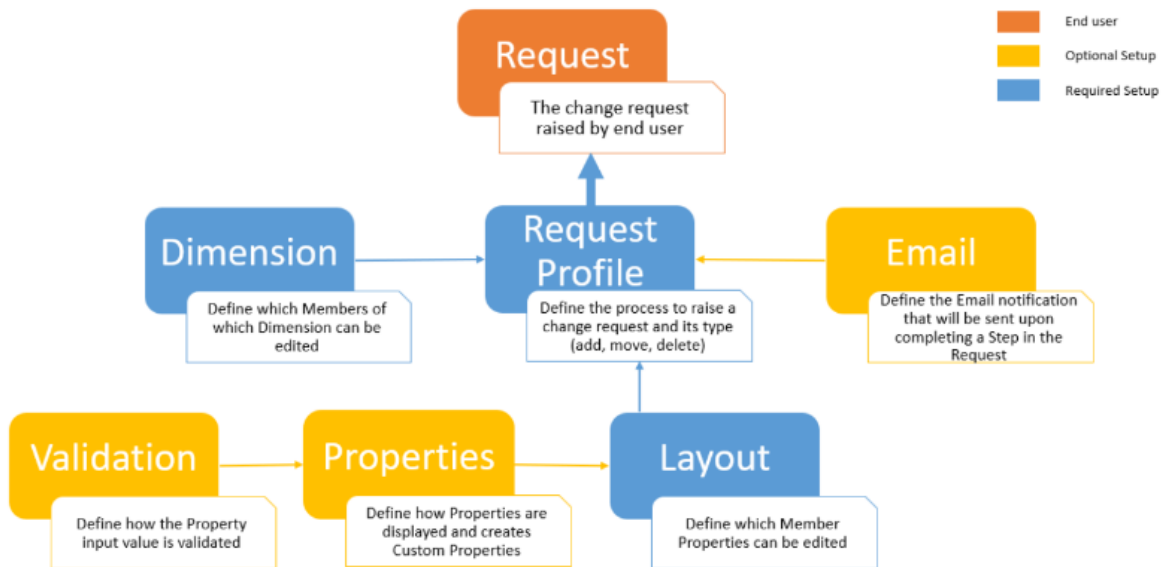 Request
The change request
raised by end user
End user
Optional Setup
Required Setup
Dimension
Define which Members of
which Dimension can be
edited
Request
Profile
Define the process to raise a
change request and its type
(add, move, delete)
Email
Define the Email notification
that will be sent upon
completing a Step in the
Request
Validation
Define how the Property
input value is validated
Properties
Define how Properties are
displayed and creates
Custom Properties
Layout
Define which Member
Properties can be edited